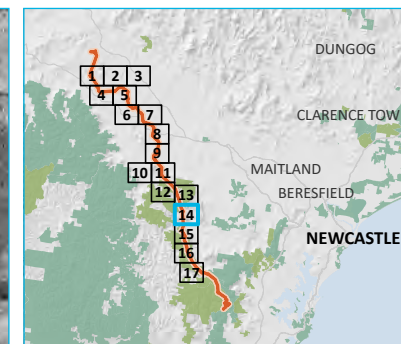 DUNGOG
1 2 3
4 5
6 7
CLARENCE TOW
8
9
MAITLAND
10 11
12 13
BERESFIELD
14
15
NEWCASTLE
16
17